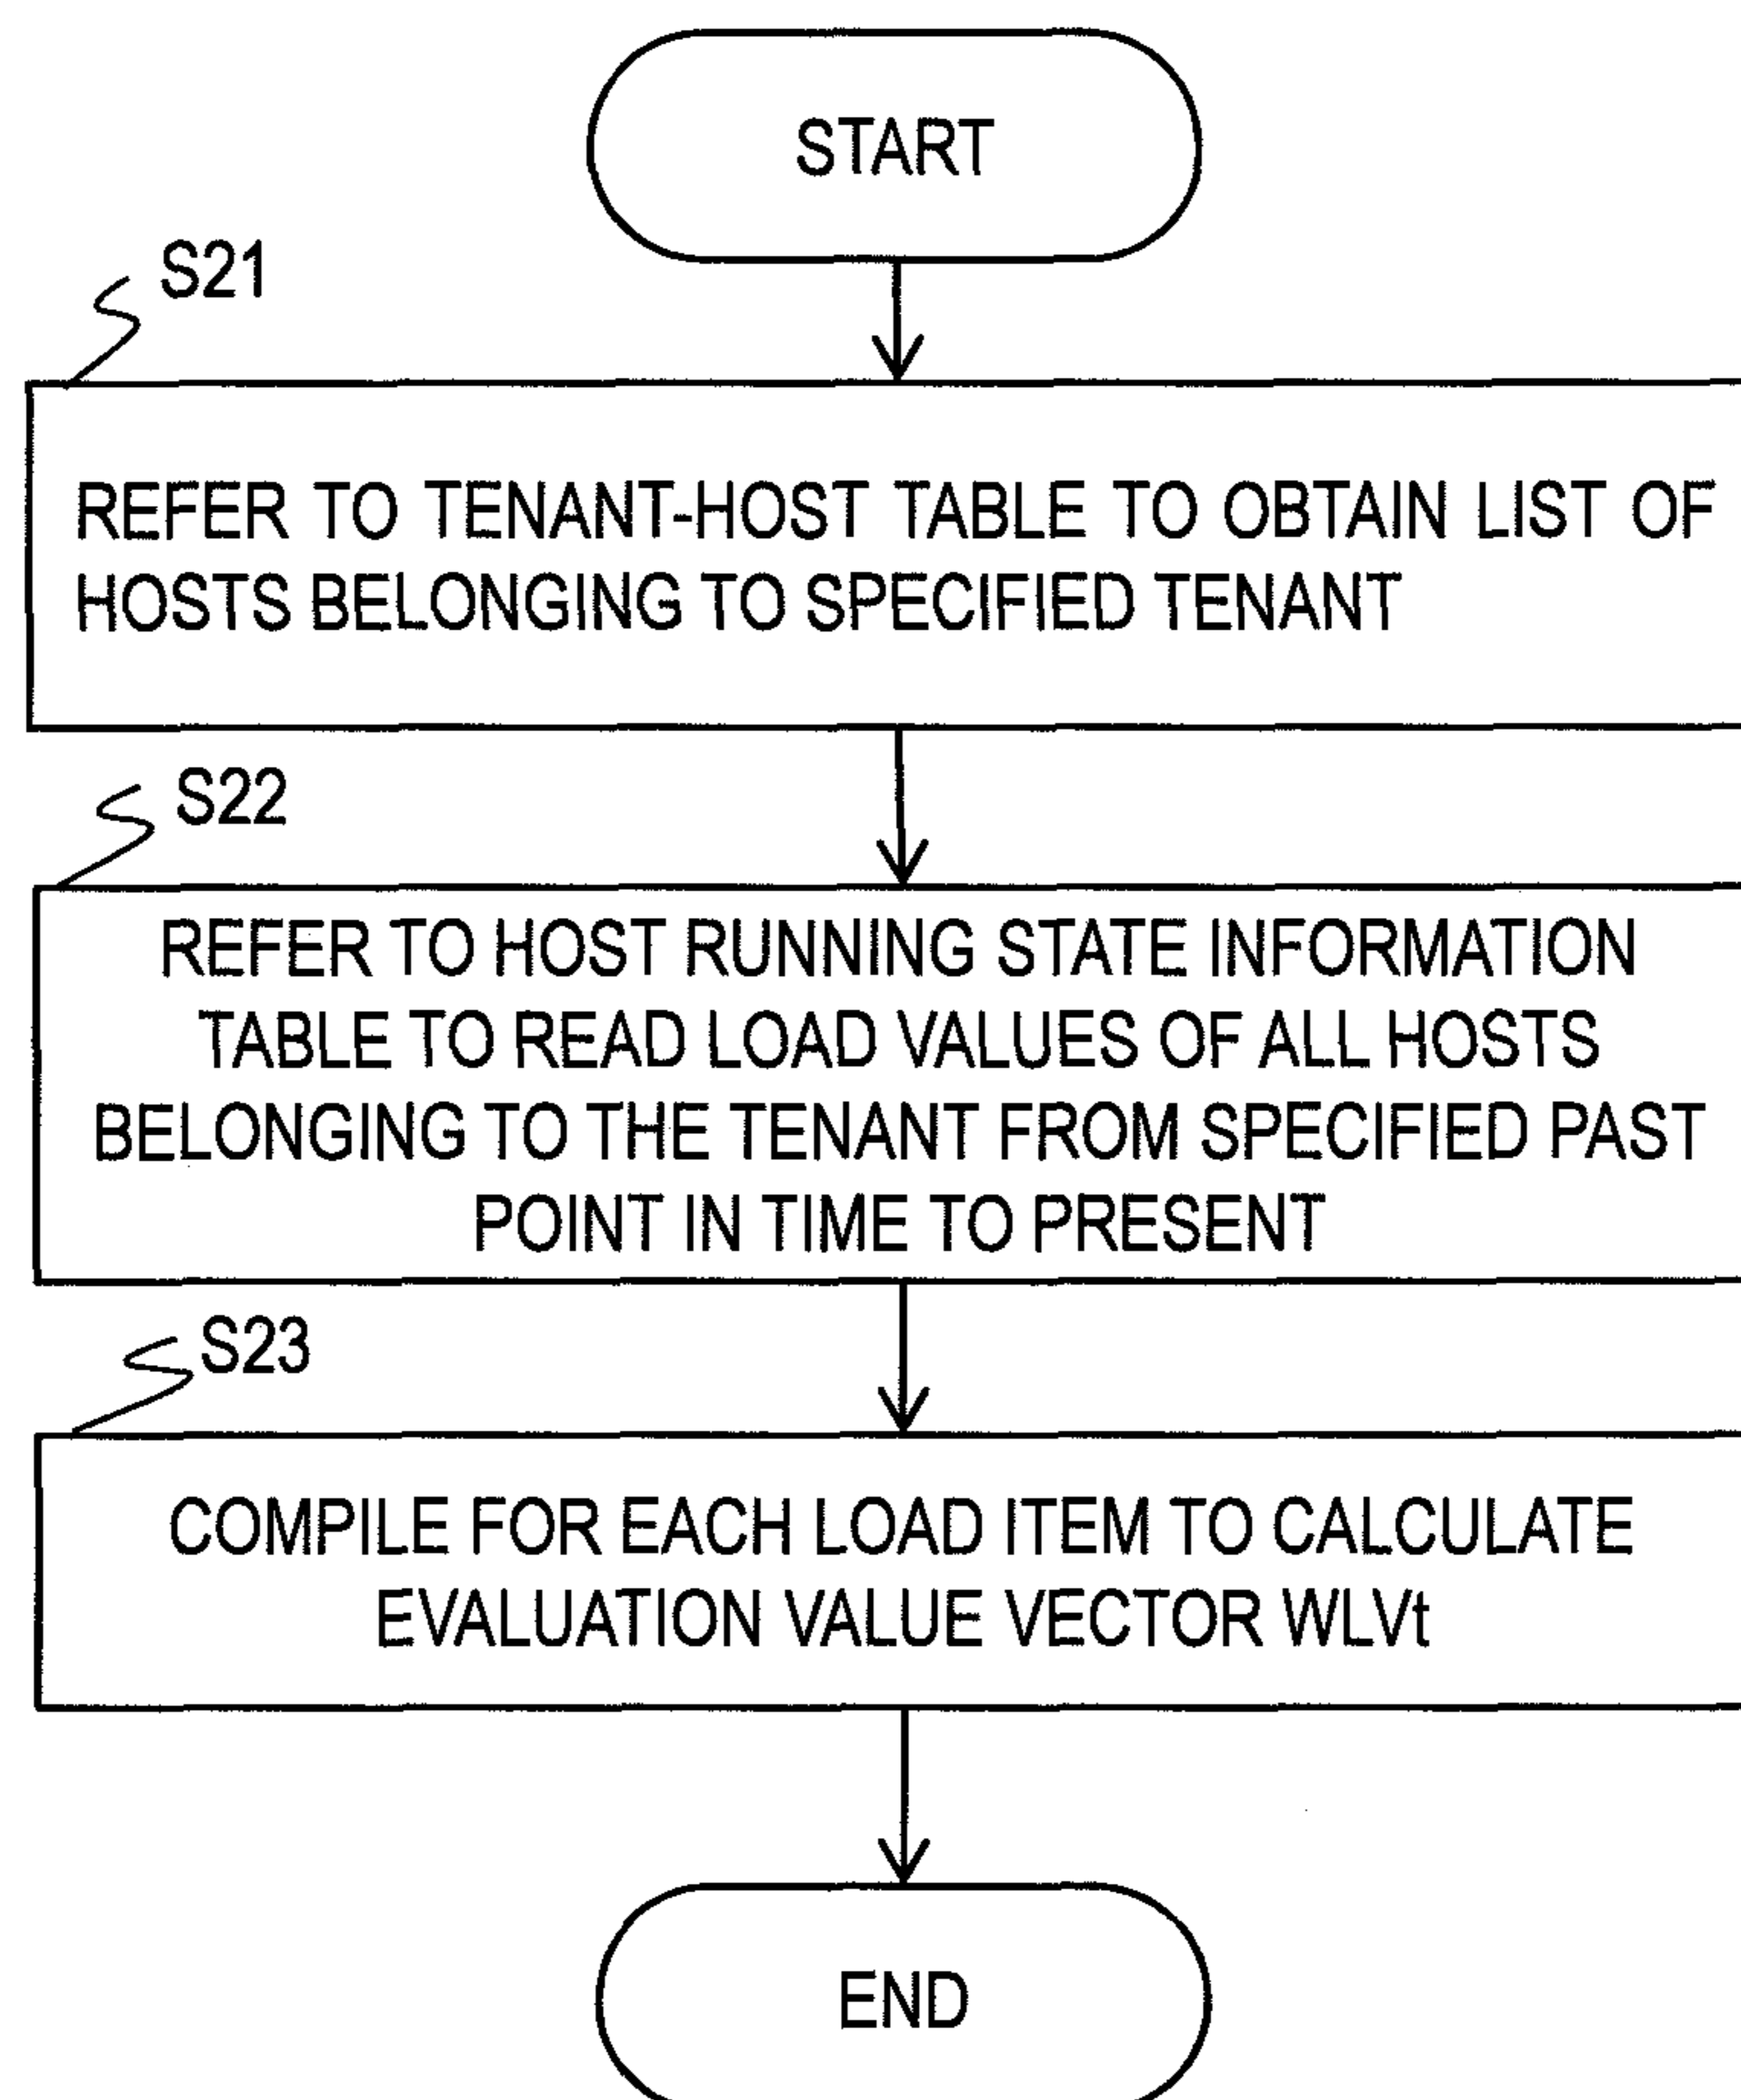 START
S21
REFER TO TENANT-HOST TABLE TO OBTAIN LIST OF
HOSTS BELONGING TO SPECIFIED TENANT
S22
REFER TO HOST RUNNING STATE INFORMATION
TABLE TO READ LOAD VALUES OF ALL HOSTS
BELONGING TO THE TENANT FROM SPECIFIED PAST
POINT IN TIME TO PRESENT
S23
COMPILE FOR EACH LOAD ITEM TO CALCULATE
EVALUATION VALUE VECTOR WLVt
END